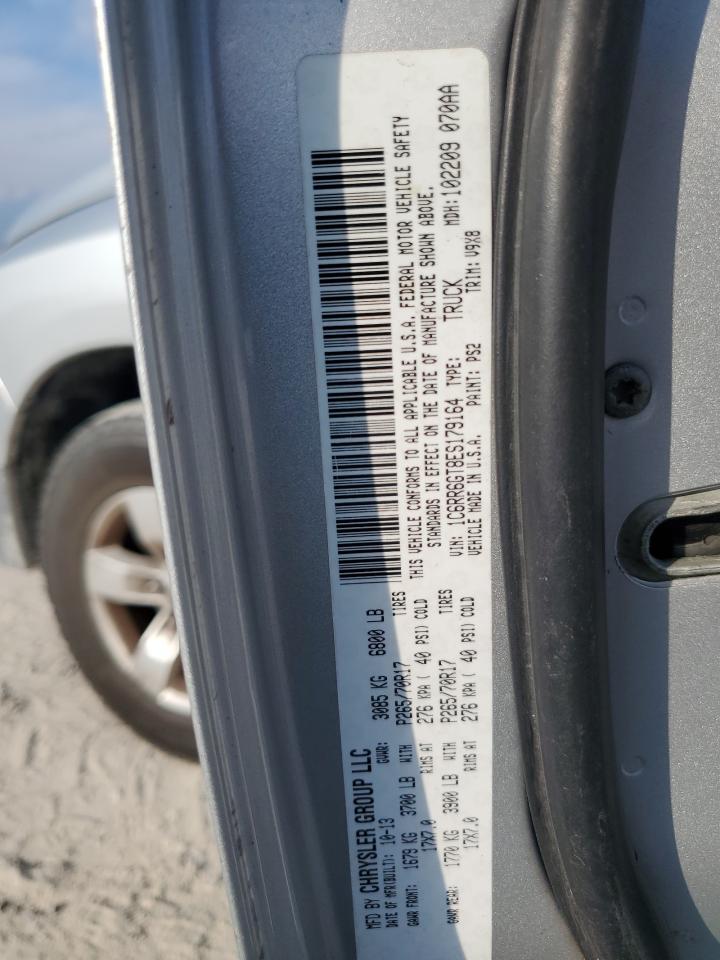 MFD BY CHRYSLER GROUP LLC
DATE OF MFR(BUILT): 10-13 GVWR: 3085 KG 6800 LB
GAWR FRONT: 1679 KG 3700 LB WITH P265/70R17 TIRES
17X7.0 RIMS AT 276 KPA ( 40 PSI) COLD
GAWR REAR: 1770 KG 3900 LB WITH P265/70R17 TIRES
17X7.0 RIMS AT 276 KPA ( 40 PSI) COLD
THIS VEHICLE CONFORMS TO ALL APPLICABLE U.S.A. FEDERAL MOTOR VEHICLE SAFETY
STANDARDS IN EFFECT ON THE DATE OF MANUFACTURE SHOWN ABOVE.
VIN: 1C6RR6GT8ES179164 TYPE: TRUCK MDH: 102209 070AA
VEHICLE MADE IN U.S.A. PAINT: PS2 TRIM: V9X8